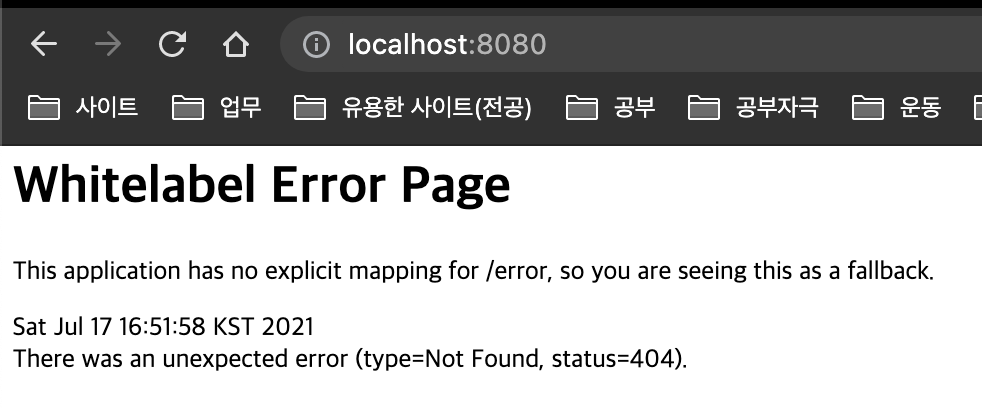 localhost:8080
사이트 업무 유용한 사이트(전공) 공부 공부자극 운동
Whitelabel Error Page
This application has no explicit mapping for /error, so you are seeing this as a fallback.
Sat Jul 17 16:51:58 KST 2021
There was an unexpected error (type=Not Found, status=404).